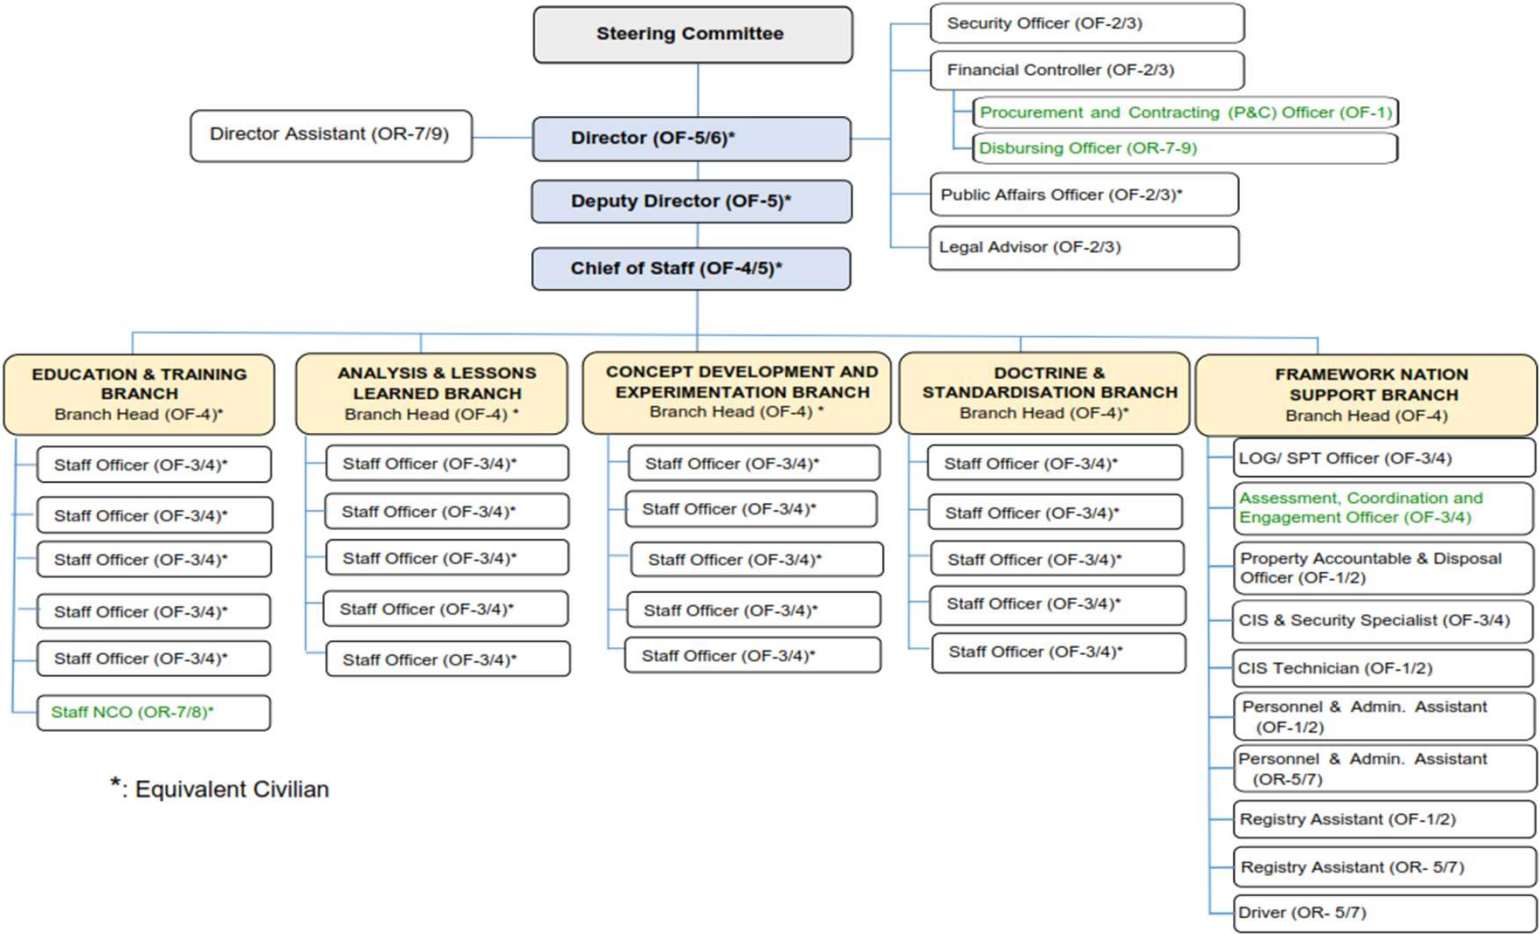 Steering Committee
Security Officer (OF-2/3)
Financial Controller (OF-2/3)
Procurement and Contracting (P&C) Officer (OF-1)
Disbursing Officer (OR-7-9)
Director Assistant (OR-7/9)
Director (OF-5/6)*
Deputy Director (OF-5)*
Chief of Staff (OF-4/5)*
Public Affairs Officer (OF-2/3)*
Legal Advisor (OF-2/3)
EDUCATION & TRAINING
BRANCH
Branch Head (OF-4)*
Staff Officer (OF-3/4)*
Staff Officer (OF-3/4)*
Staff Officer (OF-3/4)*
Staff Officer (OF-3/4)*
Staff Officer (OF-3/4)*
Staff NCO (OR-7/8)*
ANALYSIS & LESSONS
LEARNED BRANCH
Branch Head (OF-4) *
Staff Officer (OF-3/4)*
Staff Officer (OF-3/4)*
Staff Officer (OF-3/4)*
Staff Officer (OF-3/4)*
Staff Officer (OF-3/4)*
CONCEPT DEVELOPMENT AND
EXPERIMENTATION BRANCH
Branch Head (OF-4) *
Staff Officer (OF-3/4)*
Staff Officer (OF-3/4)*
Staff Officer (OF-3/4)*
Staff Officer (OF-3/4)*
Staff Officer (OF-3/4)*
DOCTRINE &
STANDARDISATION BRANCH
Branch Head (OF-4)*
Staff Officer (OF-3/4)*
Staff Officer (OF-3/4)*
Staff Officer (OF-3/4)*
Staff Officer (OF-3/4)*
Staff Officer (OF-3/4)*
FRAMEWORK NATION
SUPPORT BRANCH
Branch Head (OF-4)
LOG/ SPT Officer (OF-3/4)
Assessment, Coordination and
Engagement Officer (OF-3/4)
Property Accountable & Disposal
Officer (OF-1/2)
CIS & Security Specialist (OF-3/4)
CIS Technician (OF-1/2)
Personnel & Admin. Assistant
(OF-1/2)
Personnel & Admin. Assistant
(OR-5/7)
Registry Assistant (OF-1/2)
Registry Assistant (OR- 5/7)
Driver (OR- 5/7)
*: Equivalent Civilian